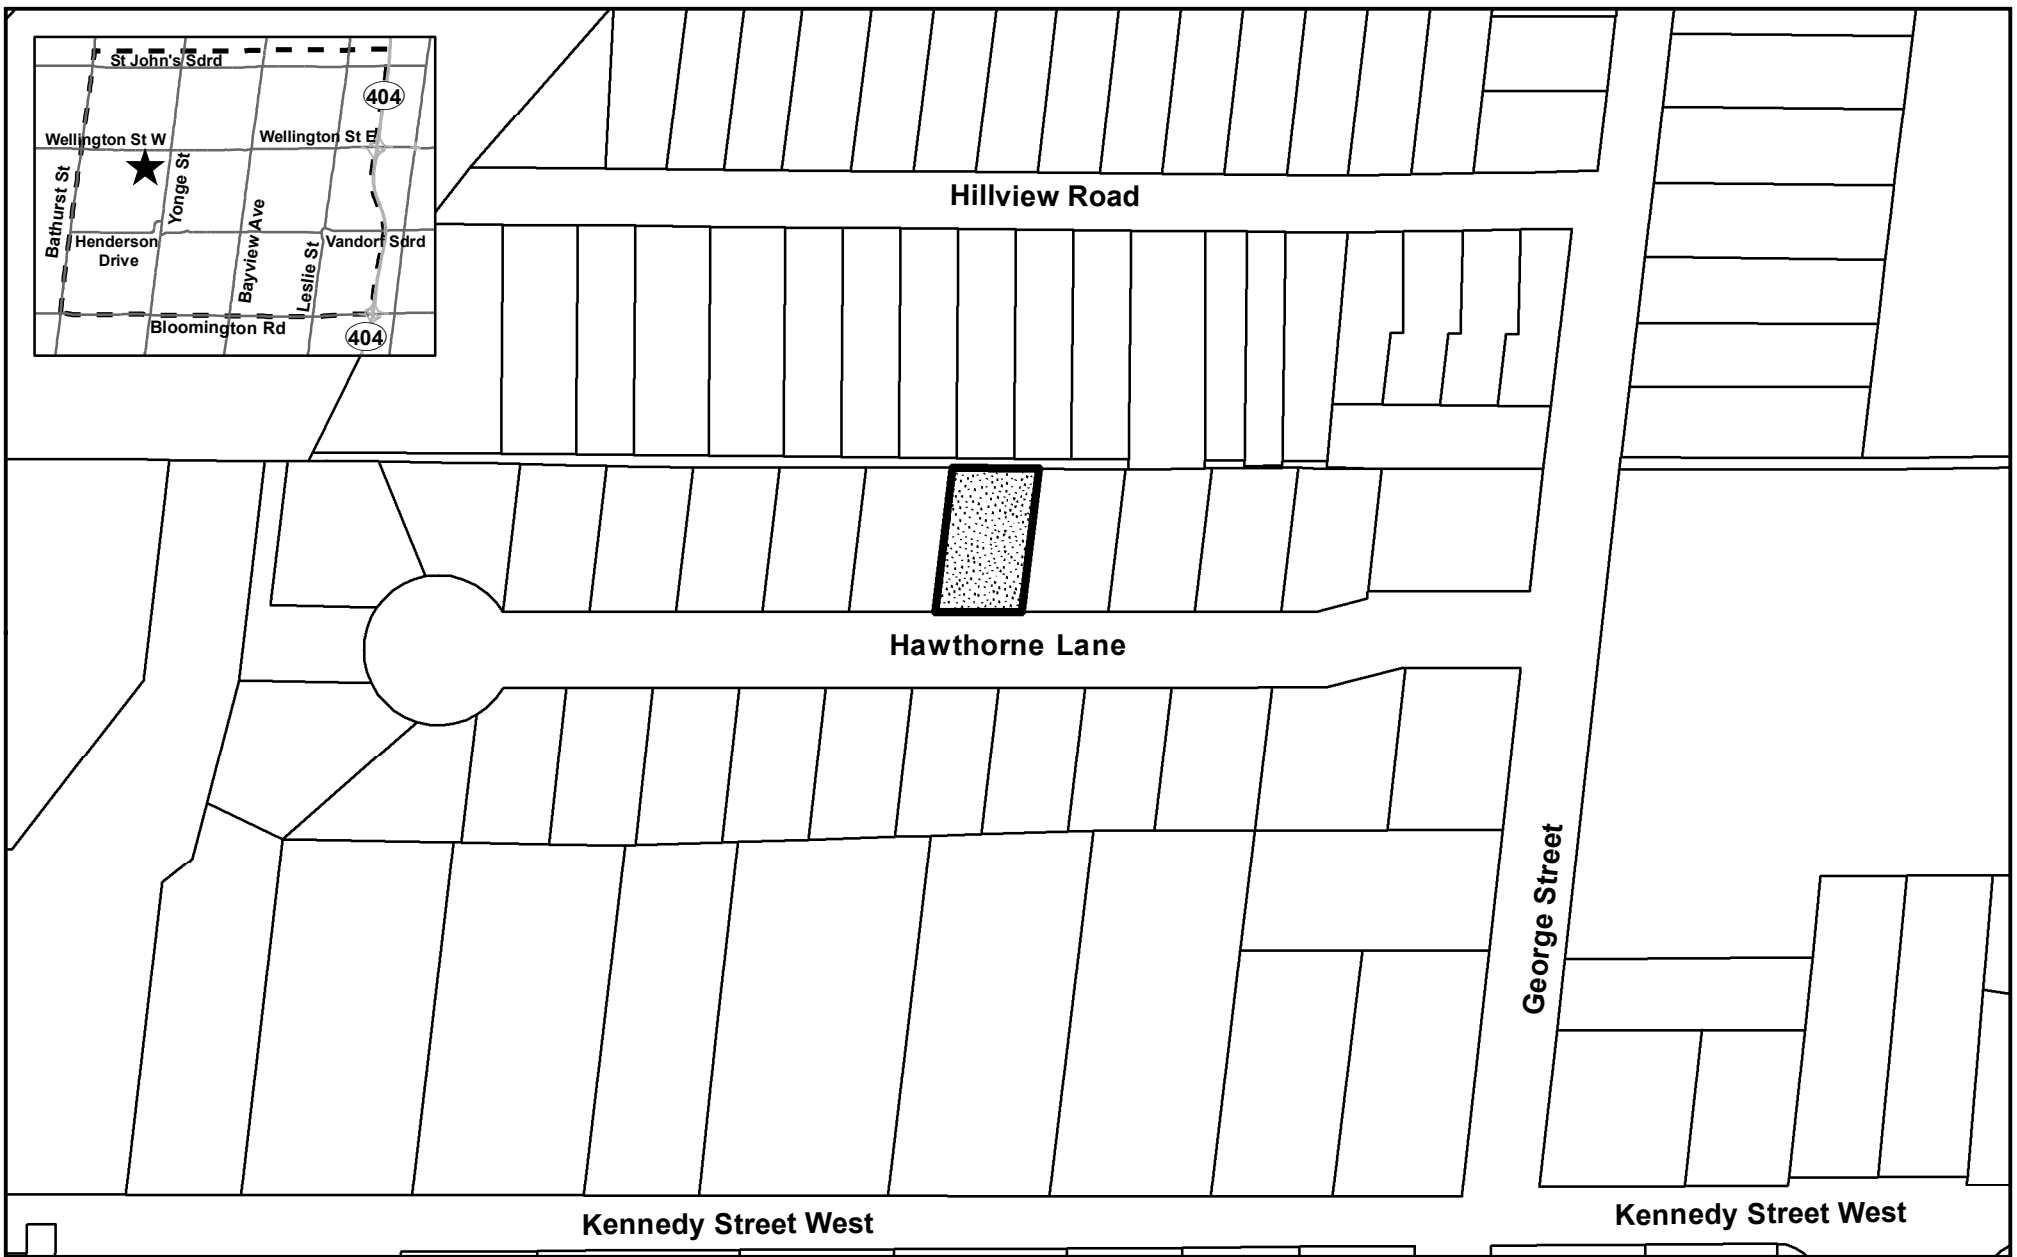 St John's Sdrd
404
Wellington St W
Wellington St E
Bathurst St
Yonge St
Bayview Ave
Leslie St
Henderson
Drive
Vandorf Sdrd
Bloomington Rd
404
Hillview Road
Hawthorne Lane
George Street
Kennedy Street West
Kennedy Street West